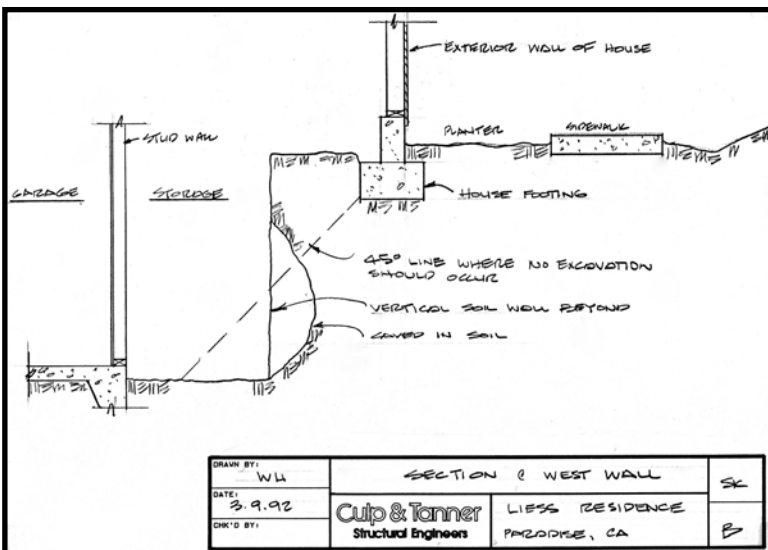 EXTERIOR WALL OF HOUSE
STUD WALL
PLANTER
SIDEWALK
GARAGE
STORAGE
HOUSE FOOTING
45° LINE WHERE NO EXCAVATION
SHOULD OCCUR
VERTICAL SOIL WALL BEYOND
CAVED IN SOIL
DRAWN BY:
WH
DATE:
3.9.92
CHK'D BY:
SECTION @ WEST WALL
Culp & Tanner
Structural Engineers
LIESS RESIDENCE
PARADISE, CA
SK
B